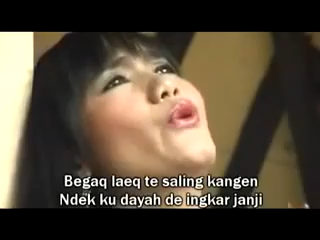 Begaq laeq te saling kangen
Ndek ku dayah de ingkar janji